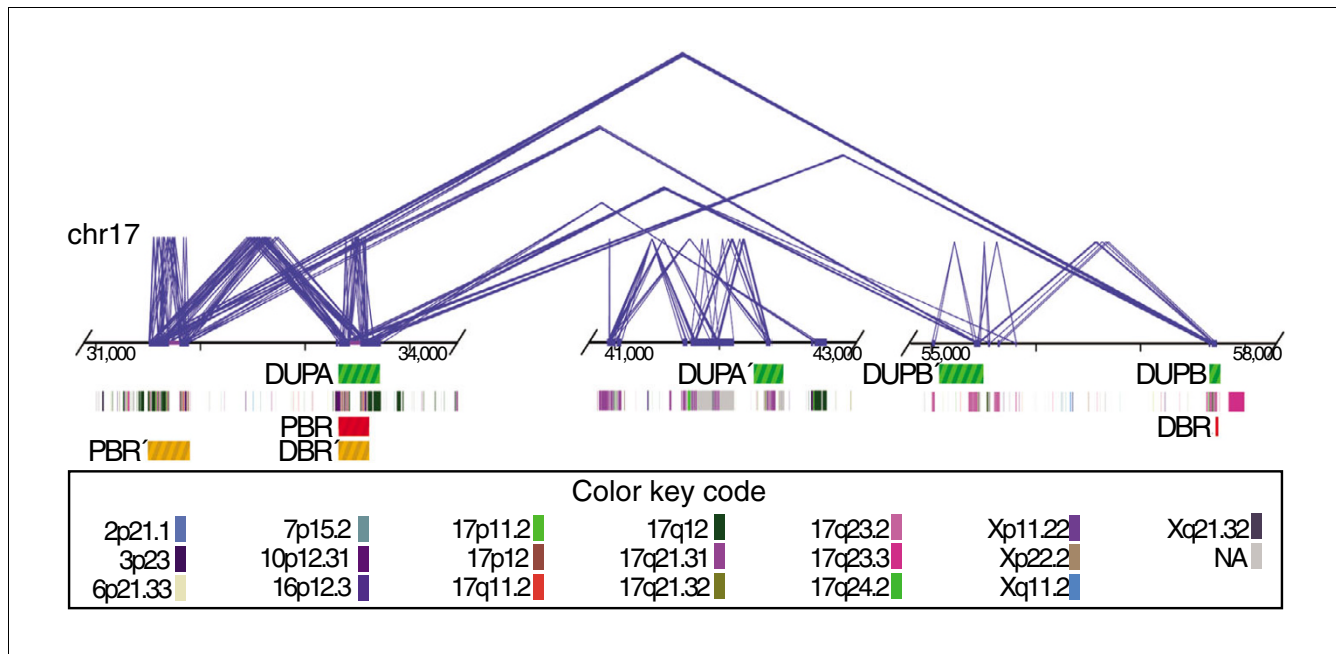 chr17
31,000 34,000 41,000 43,000 55,000 58,000
DUPA DUPA´ DUPB´ DUPB
PBR DBR
PBR´ DBR´
Color key code
2p21.1 7p15.2 17p11.2 17q12 17q23.2 Xp11.22 Xq21.32
3p23 10p12.31 17p12 17q21.31 17q23.3 Xp22.2 NA
6p21.33 16p12.3 17q11.2 17q21.32 17q24.2 Xq11.2